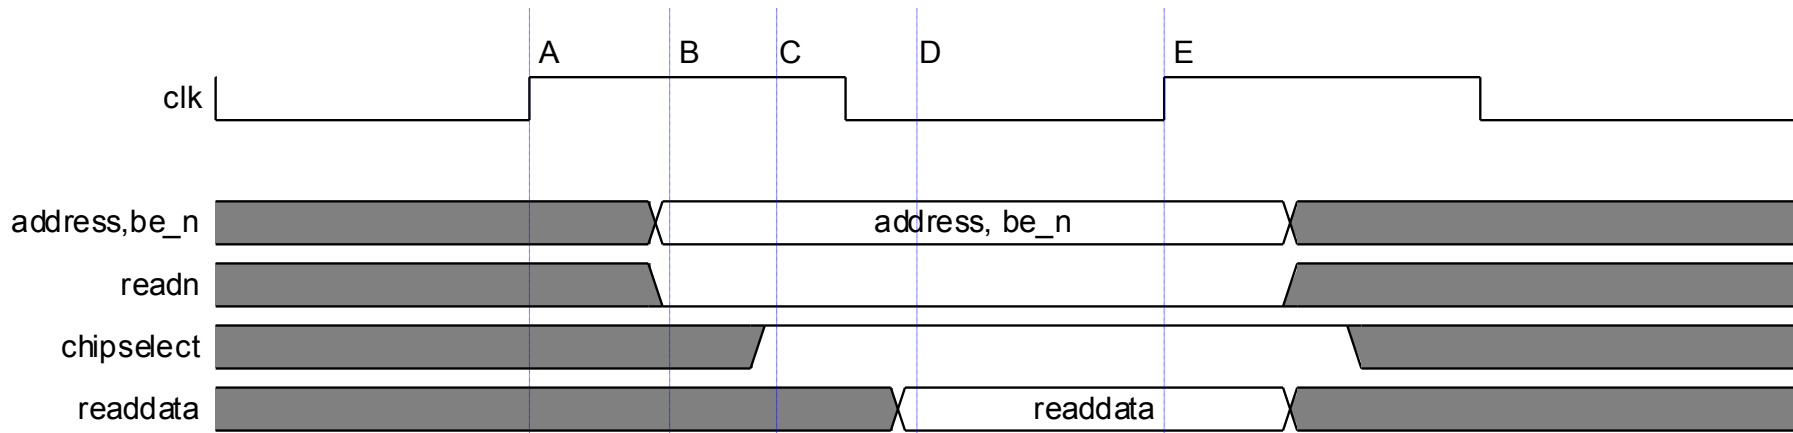 A B C D E
clk
address,be_n address, be_n
readn
chipselect
readdata readdata